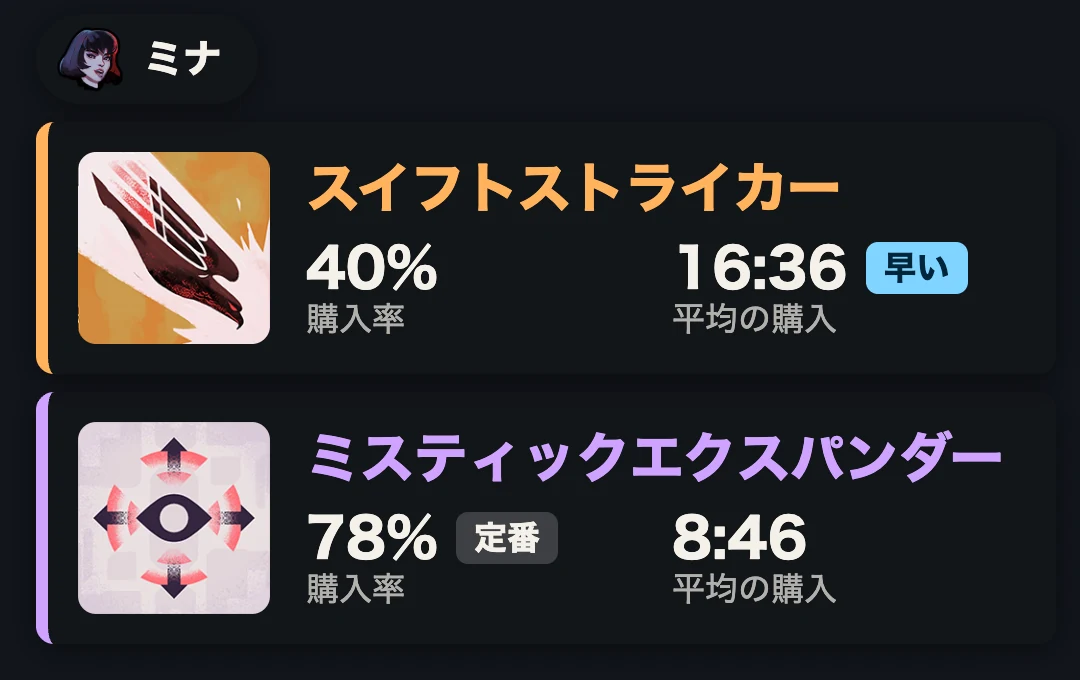 ミナ
スイフトストライカー
40%
16:36 早い
購入率
平均の購入
ミスティックエクスパンダー
78% 定番
8:46
購入率
平均の購入